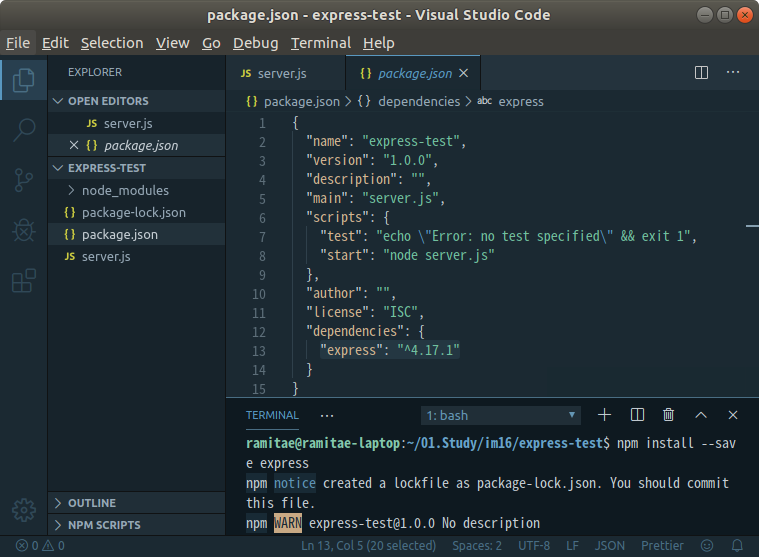 package.json - express-test - Visual Studio Code
File Edit Selection View Go Debug Terminal Help
EXPLORER
OPEN EDITORS
JS server.js
× {} package.json
EXPRESS-TEST
> node_modules
{} package-lock.json
{} package.json
JS server.js
OUTLINE
NPM SCRIPTS
JS server.js
{} package.json ×
{} package.json > {} dependencies > abc express
1 {
2 "name": "express-test",
3 "version": "1.0.0",
4 "description": "",
5 "main": "server.js",
6 "scripts": {
7 "test": "echo \"Error: no test specified\" && exit 1",
8 "start": "node server.js"
9 },
10 "author": "",
11 "license": "ISC",
12 "dependencies": {
13 "express": "^4.17.1"
14 }
15 }
TERMINAL ··· 1: bash
ramitae@ramitae-laptop:~/01.Study/im16/express-test$ npm install --sav
e express
npm notice created a lockfile as package-lock.json. You should commit
this file.
npm WARN express-test@1.0.0 No description
0 0 Ln 13, Col 5 (20 selected) Spaces: 2 UTF-8 LF JSON Prettier